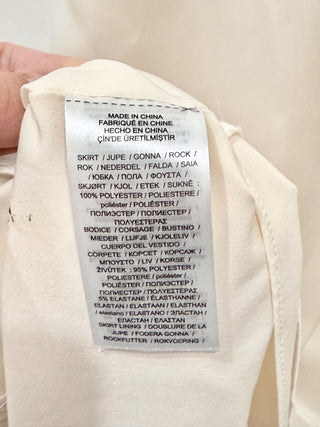 MADE IN CHINA
FABRIQUÉ EN CHINE
HECHO EN CHINA
ÇİN'DE ÜRETİLMİŞTİR
SKIRT / JUPE / GONNA / ROCK /
ROK / NEDERDEL / FALDA / SAIA
/ ЮБКА / ПОЛА / ΦΟΥΣΤΑ /
SKJØRT / KJOL / ETEK / SUKNĚ :
100% POLYESTER / POLIESTERE /
poliéster / POLIÉSTER /
ПОЛИЭСТЕР / ПОЛИЕСТЕР /
ΠΟΛΥΕΣΤΕΡΑΣ
BODICE / CORSAGE / BUSTINO /
MIEDER / LIJFJE / KJOLELIV /
CUERPO DEL VESTIDO /
CORPETE / КОРСЕТ / КОРСАЖ /
ΜΠΟΥΣΤΟ / LIV / KORSE /
ŽIVŮTEK : 95% POLYESTER /
POLIESTERE / poliéster /
POLIÉSTER / ПОЛИЭСТЕР /
ПОЛИЕСТЕР / ΠΟΛΥΕΣΤΕΡΑΣ
5% ELASTANE / ÉLASTHANNE /
ELASTAN / ELASTAAN / ELASTHAN
/ elastano / ELASTANO / ЭЛАСТАН /
ЕЛАСТАН / ΕΛΑΣΤΑΝ
SKIRT LINING / DOUBLURE DE LA
JUPE / FODERA GONNA /
ROCKFUTTER / ROKVOERING /